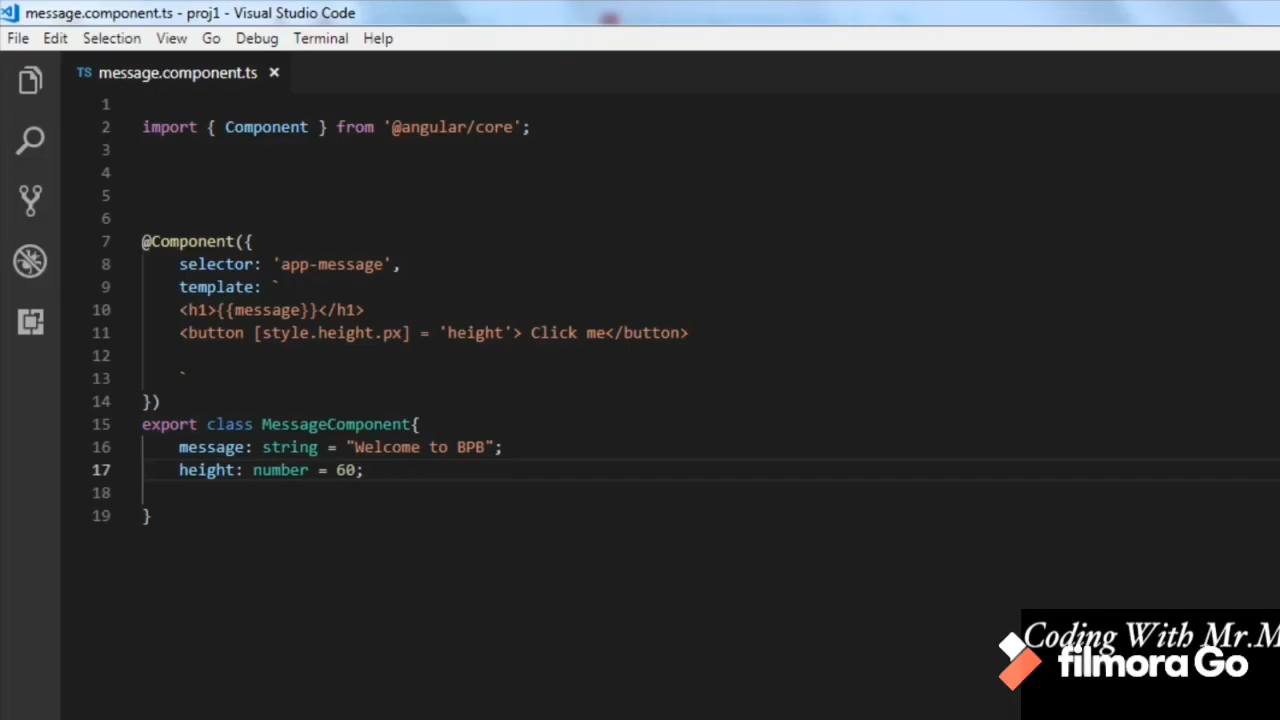 message.component.ts - proj1 - Visual Studio Code
File Edit Selection View Go Debug Terminal Help
TS message.component.ts ×
1
2 import { Component } from '@angular/core';
3
4
5
6
7 @Component({
8 selector: 'app-message',
9 template: `
10 <h1>{{message}}</h1>
11 <button [style.height.px] = 'height'> Click me</button>
12
13 `
14 })
15 export class MessageComponent{
16 message: string = "Welcome to BPB";
17 height: number = 60;
18
19 }
Coding With Mr.M
filmora Go